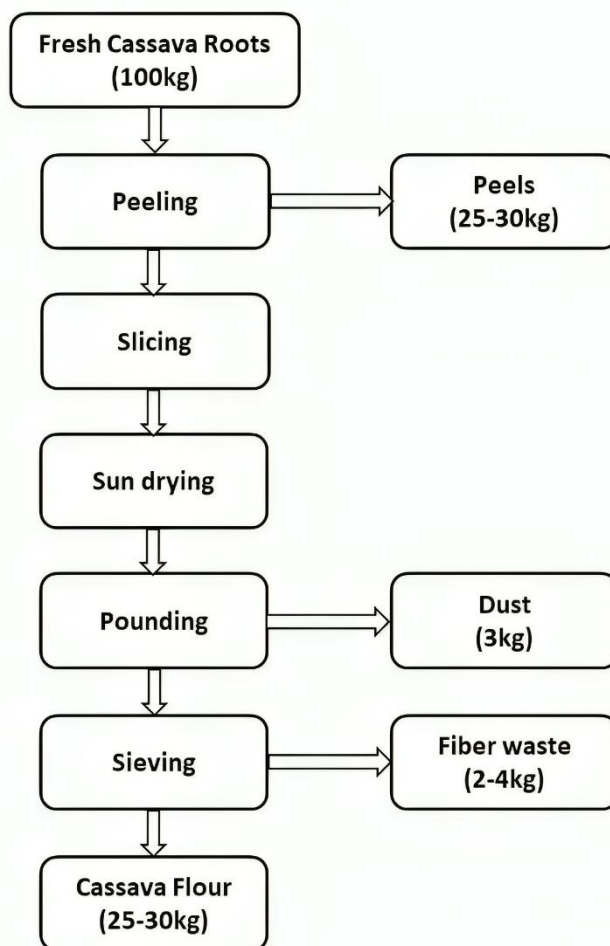 Fresh Cassava Roots
(100kg)
Peeling
Peels
(25-30kg)
Slicing
Sun drying
Pounding
Dust
(3kg)
Sieving
Fiber waste
(2-4kg)
Cassava Flour
(25-30kg)